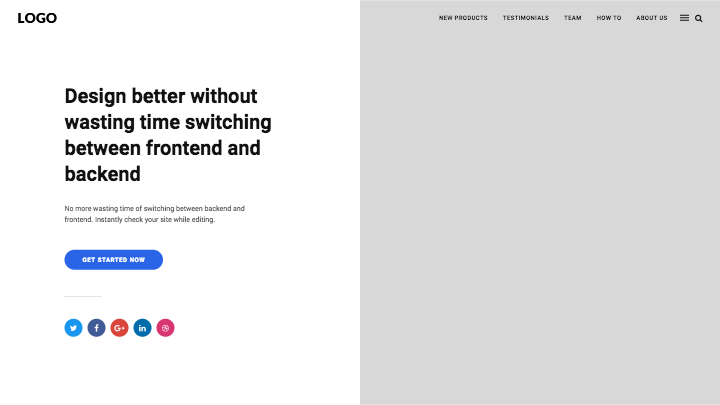 LOGO
NEW PRODUCTS TESTIMONIALS TEAM HOW TO ABOUT US
Design better without
wasting time switching
between frontend and
backend
No more wasting time of switching between backend and
frontend. Instantly check your site while editing.
GET STARTED NOW
f
G+
in